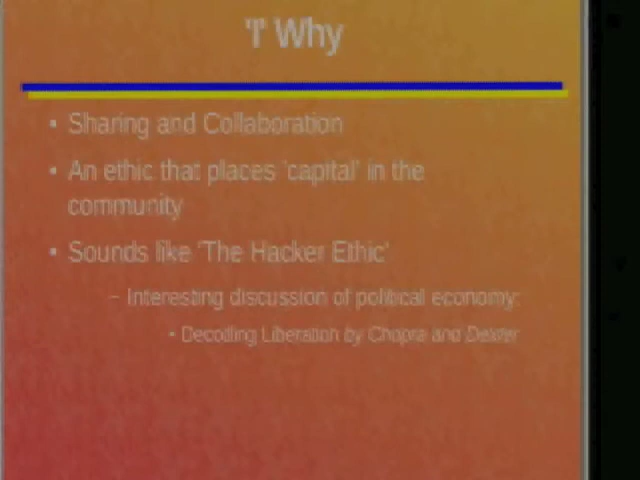 'I' Why
Sharing and Collaboration
An ethic that places 'capital' in the
community
Sounds like 'The Hacker Ethic'
– Interesting discussion of political economy:
Decoding Liberation by Chopra and Dexter